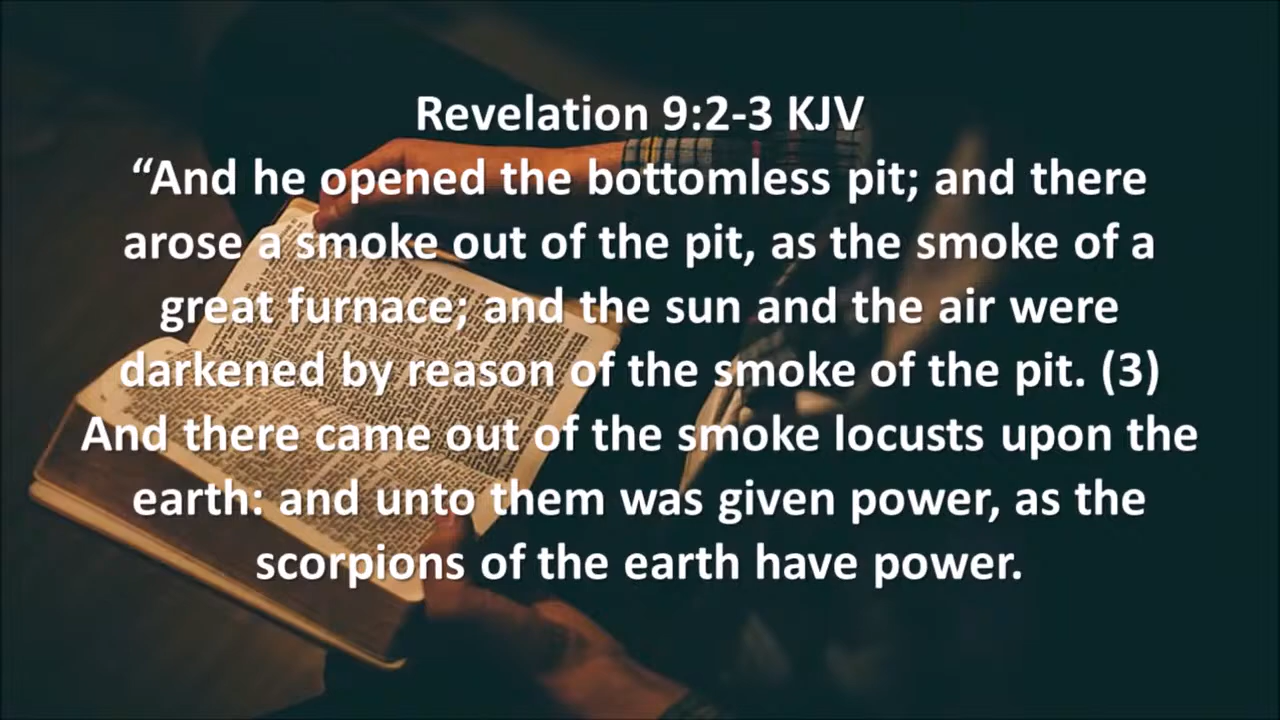 Revelation 9:2-3 KJV
“And he opened the bottomless pit; and there
arose a smoke out of the pit, as the smoke of a
great furnace; and the sun and the air were
darkened by reason of the smoke of the pit. (3)
And there came out of the smoke locusts upon the
earth: and unto them was given power, as the
scorpions of the earth have power.